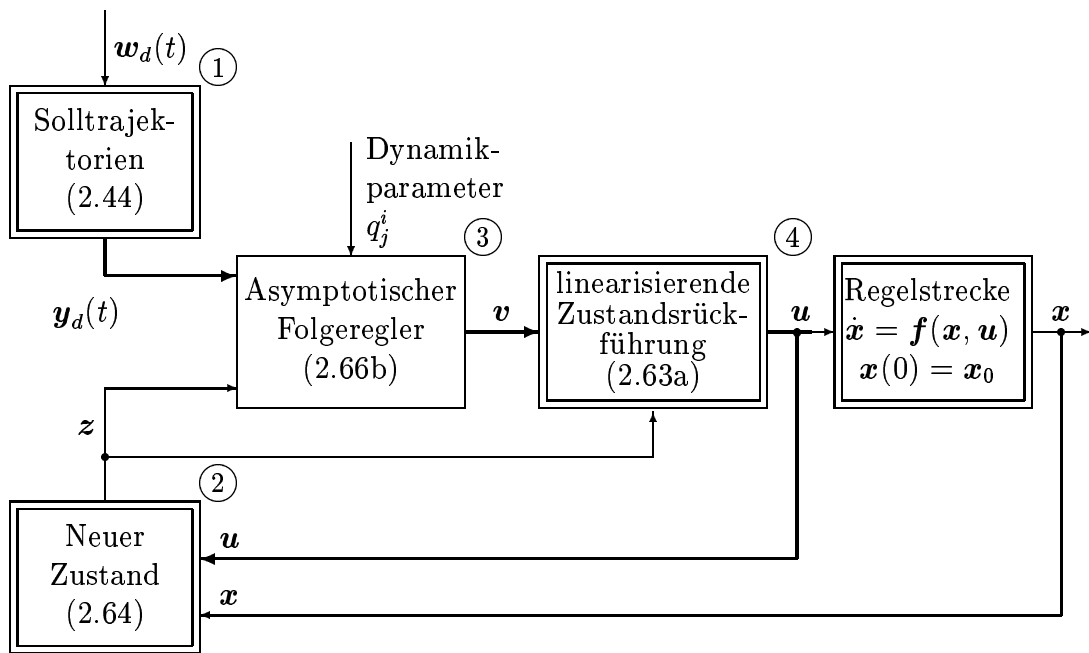 w_d(t)
①
Solltrajek-
torien
(2.44)
Dynamik-
parameter
q_j^i
y_d(t)
③
Asymptotischer
Folgeregler
(2.66b)
v
④
linearisierende
Zustandsrück-
führung
(2.63a)
u
Regelstrecke
ẋ = f(x, u)
x(0) = x_0
x
z
②
Neuer
Zustand
(2.64)
u
x